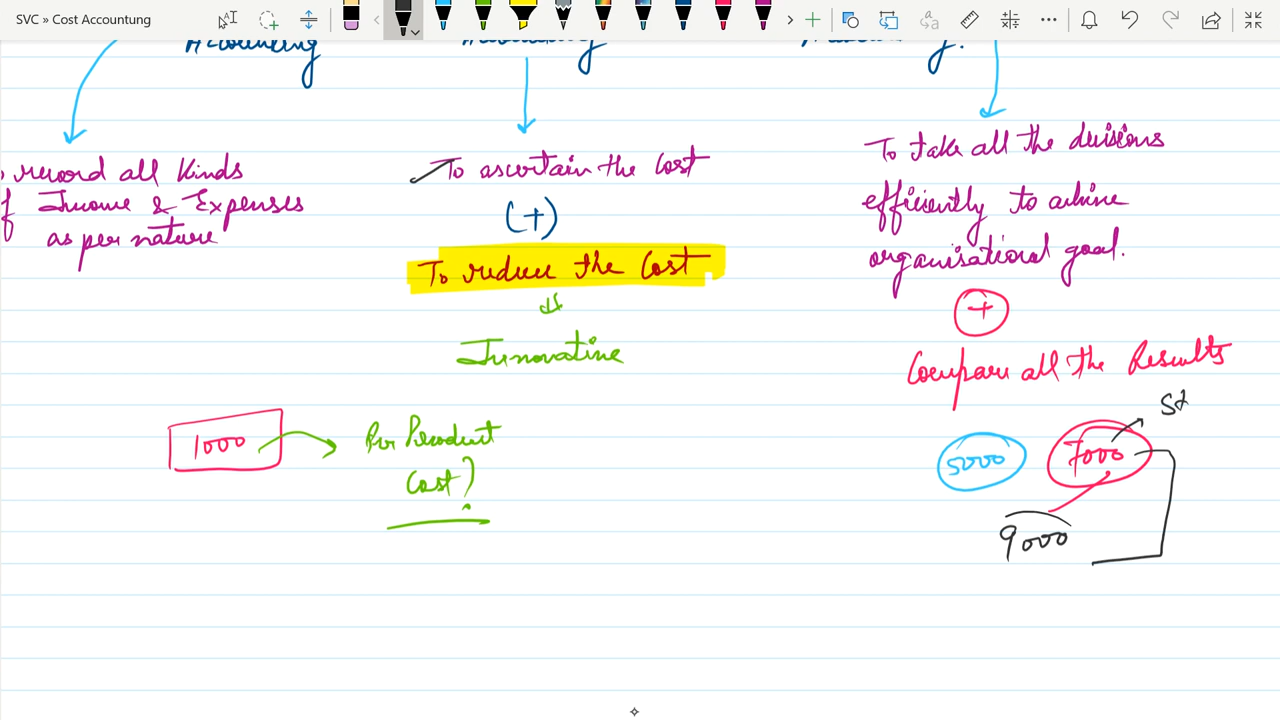 SVC » Cost Accountung
Accounting
To record all Kinds
of Income & Expenses
as per nature
To ascertain the Cost
(+)
To reduce the Cost
Innovative
1000
Per Product
Cost?
To take all the decisions
efficiently to achieve
organisational goal.
+
Compare all the Results
Sd
5000
7000
9000